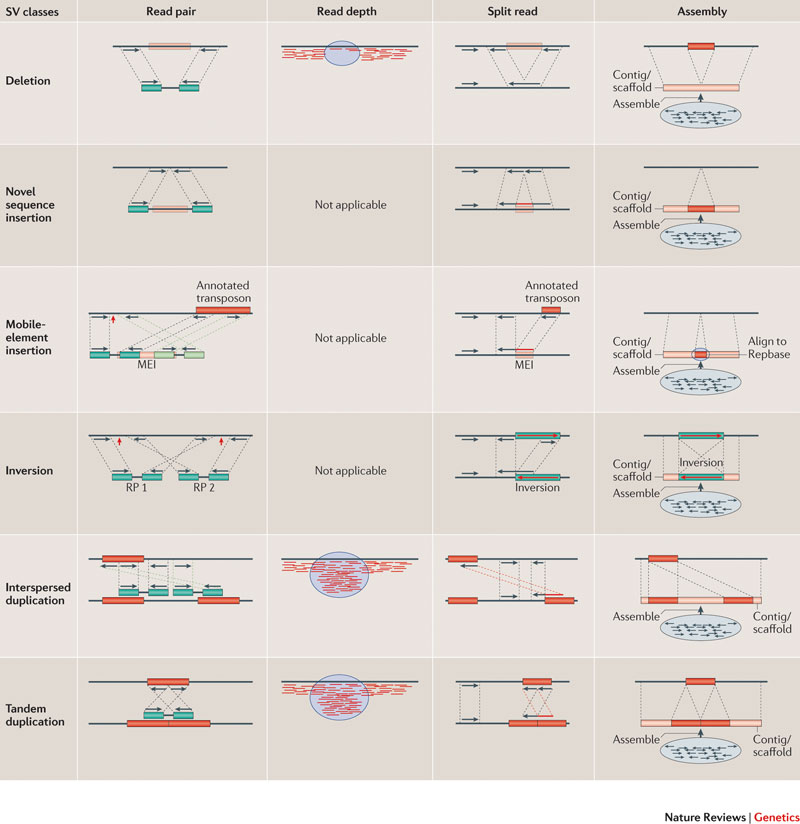 SV classes
Read pair
Read depth
Split read
Assembly
Deletion
Contig/
scaffold
Assemble
Novel
sequence
insertion
Not applicable
Contig/
scaffold
Assemble
Mobile-
element
insertion
Annotated
transposon
MEI
Not applicable
Annotated
transposon
MEI
Contig/
scaffold
Assemble
Align to
Repbase
Inversion
RP 1
RP 2
Not applicable
Inversion
Contig/
scaffold
Inversion
Assemble
Interspersed
duplication
Assemble
Contig/
scaffold
Tandem
duplication
Assemble
Contig/
scaffold
Nature Reviews | Genetics